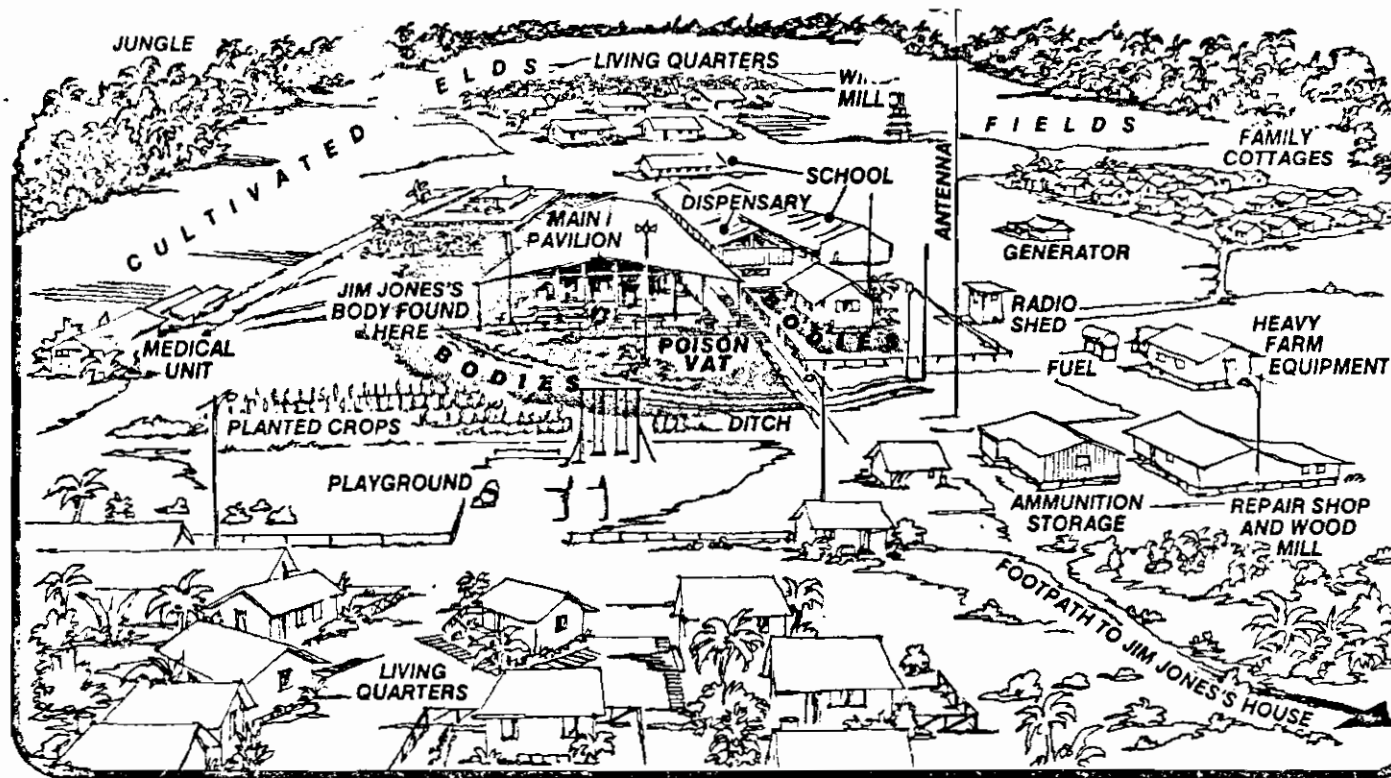 JUNGLE
ELDS
LIVING QUARTERS
MILL
CULTIVATED
FIELDS
FAMILY
COTTAGES
SCHOOL
DISPENSARY
ANTENNA
MAIN
PAVILION
GENERATOR
JIM JONES'S
BODY FOUND
HERE
BODIES
RADIO
SHED
MEDICAL
UNIT
BODIES
POISON
VAT
FUEL
HEAVY
FARM
EQUIPMENT
PLANTED CROPS
DITCH
PLAYGROUND
AMMUNITION
STORAGE
REPAIR SHOP
AND WOOD
MILL
FOOTPATH TO JIM JONES'S HOUSE
LIVING
QUARTERS